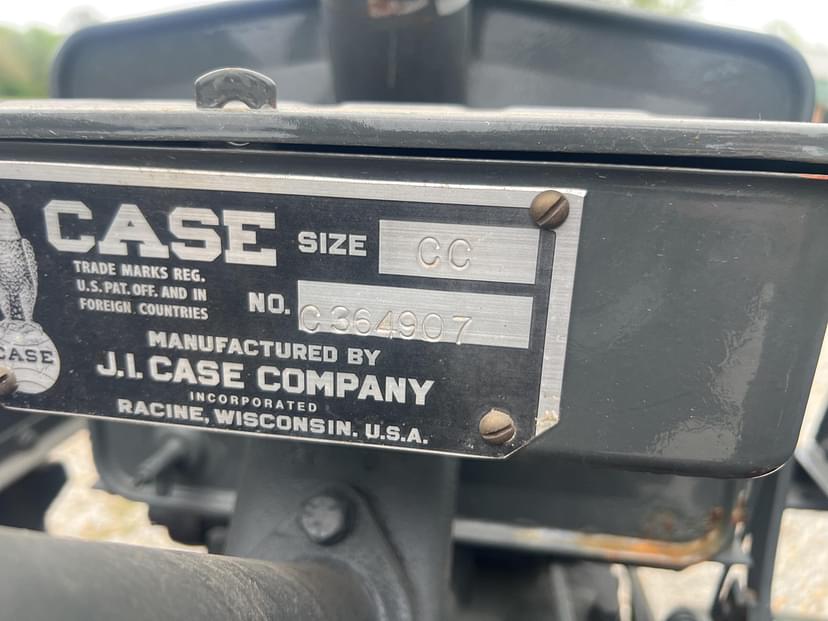 CASE
TRADE MARKS REG.
U.S. PAT. OFF. AND IN
FOREIGN COUNTRIES
SIZE CC
NO. C364907
MANUFACTURED BY
J.I. CASE COMPANY
INCORPORATED
RACINE, WISCONSIN. U.S.A.
CASE